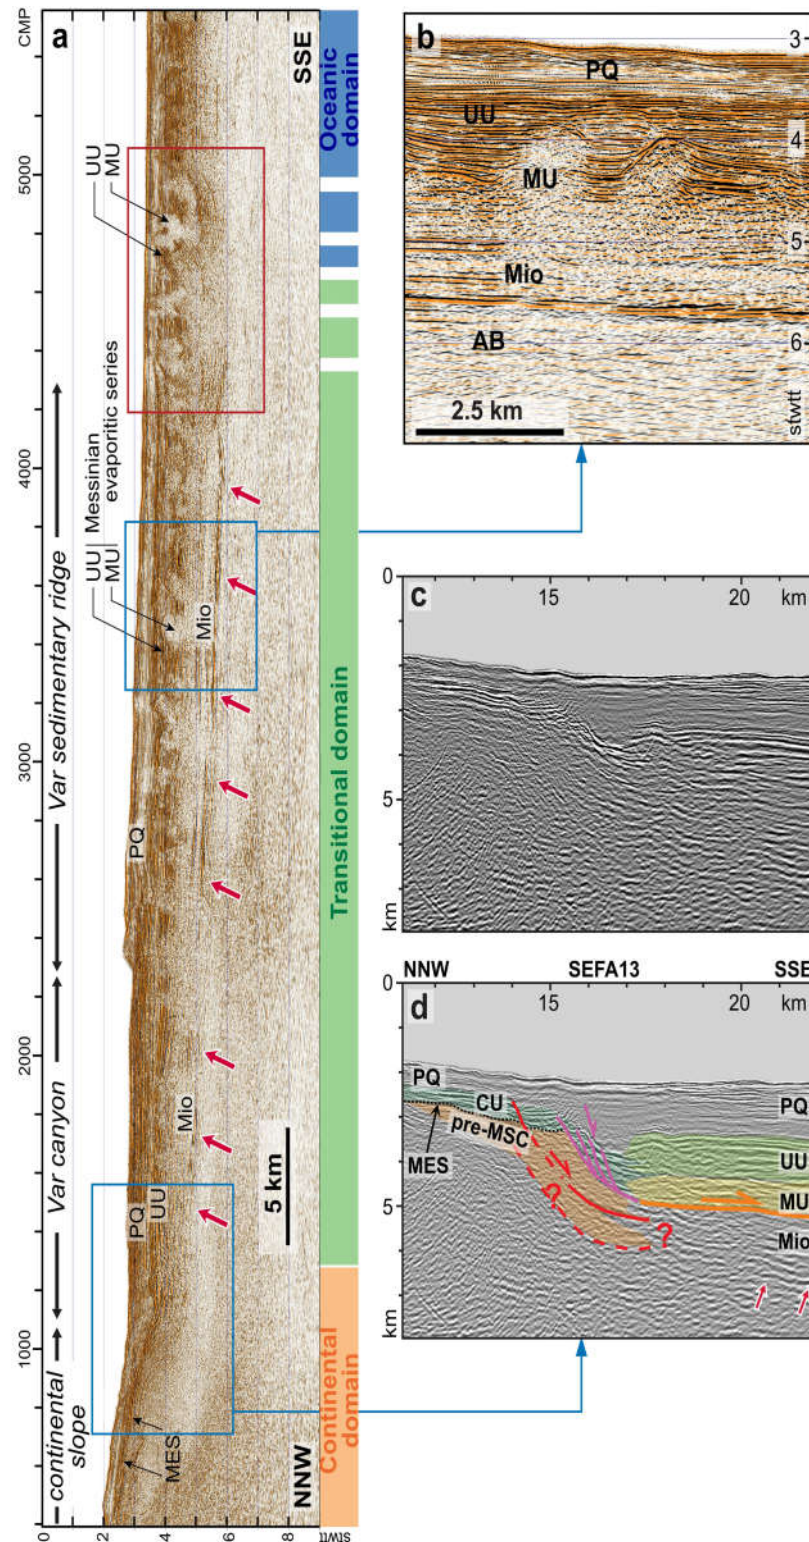 a
CMP
5000
4000
3000
2000
1000
0
2
4
6
8
stwtt
SSE
NNW
UU
MU
UU
MU
Messinian
evaporitic series
Mio
PQ
Mio
PQ
UU
MES
5 km
Var sedimentary ridge
Var canyon
continental
slope
Oceanic
domain
Transitional domain
Continental
domain
b
PQ
UU
MU
Mio
AB
2.5 km
3
4
5
6
stwtt
c
0
15
20
km
5
km
NNW
SEFA13
SSE
d
0
15
20
km
PQ
CU
PQ
pre-MSC
MES
UU
MU
5
Mio
?
?
km